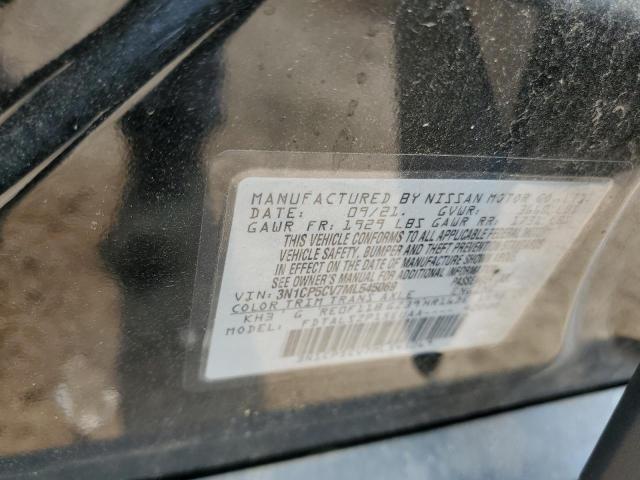 MANUFACTURED BY NISSAN MOTOR CO.,LTD.
DATE: 09/21. GVWR:
GAWR FR: 1929 LBS GAWR RR:
THIS VEHICLE CONFORMS TO ALL APPLICABLE FEDERAL MOTOR
VEHICLE SAFETY, BUMPER AND THEFT PREVENTION STANDARDS
IN EFFECT ON THE DATE OF MANUFACTURE SHOWN
SEE OWNER'S MANUAL FOR ADDITIONAL INFORMATION.
VIN: 3N1CP5CV7ML545069 PASSENGER
COLOR TRIM TRANS AXLE
KH3 G
MODEL: